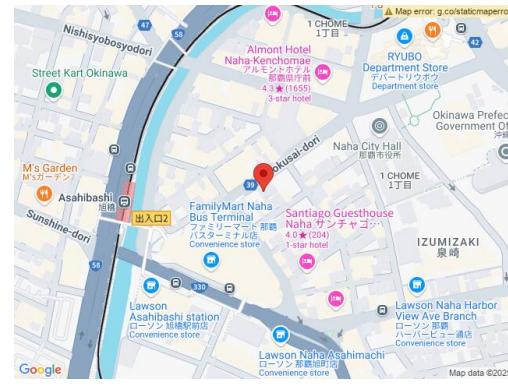 Map error: g.co/staticmaperro
47
58
1 CHOME
1丁目
Nishisyobosyodori
Almont Hotel
Naha-Kenchomae
アルモントホテル
那覇県庁前
4.3★(1655)
3-star hotel
RYUBO
Department Store
デパートリウボウ
Department store
42
Street Kart Okinawa
Okinawa Prefec
Government O
沖縄
Naha City Hall
那覇市役所
1 CHOME
1丁目
okusai-dori
39
M's Garden
M'sガーデン
Asahibashi
旭橋
出入口2
Sunshine-dori
FamilyMart Naha
Bus Terminal
ファミリーマート 那覇
バスターミナル店
Convenience store
Santiago Guesthouse
Naha サンチャゴ…
4.0★(204)
1-star hotel
IZUMIZAKI
泉崎
58
330
Lawson
Asahibashi station
ローソン 旭橋駅前店
Convenience store
Lawson Naha Harbor
View Ave Branch
ローソン 那覇
ハーバービュー通店
Convenience store
Lawson Naha Asahimachi
ローソン 那覇旭町店
Convenience store
Google
Map data ©202